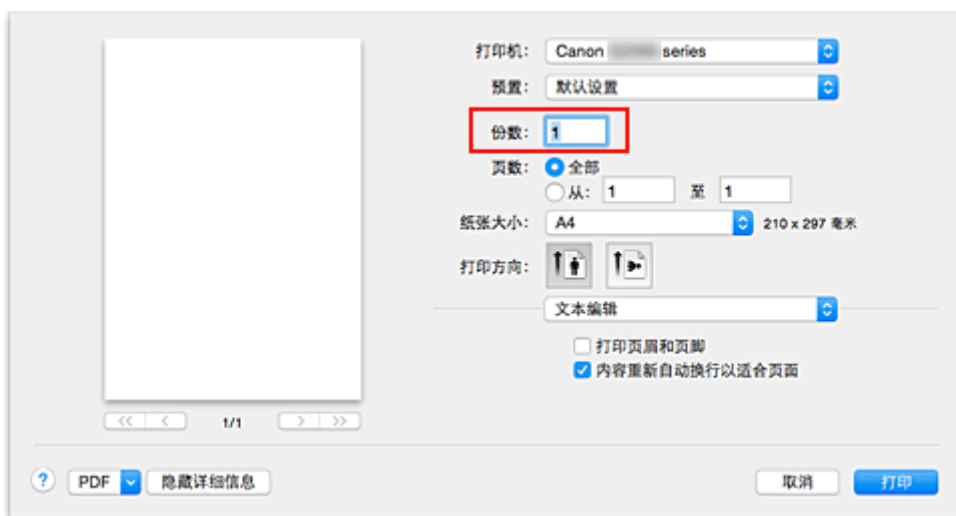 打印机: Canon series
预置: 默认设置
份数: 1
页数: 全部
从: 1 至 1
纸张大小: A4 210 x 297 毫米
打印方向:
文本编辑
打印页眉和页脚
内容重新自动换行以适合页面
<< < 1/1 > >>
? PDF 隐藏详细信息 取消 打印